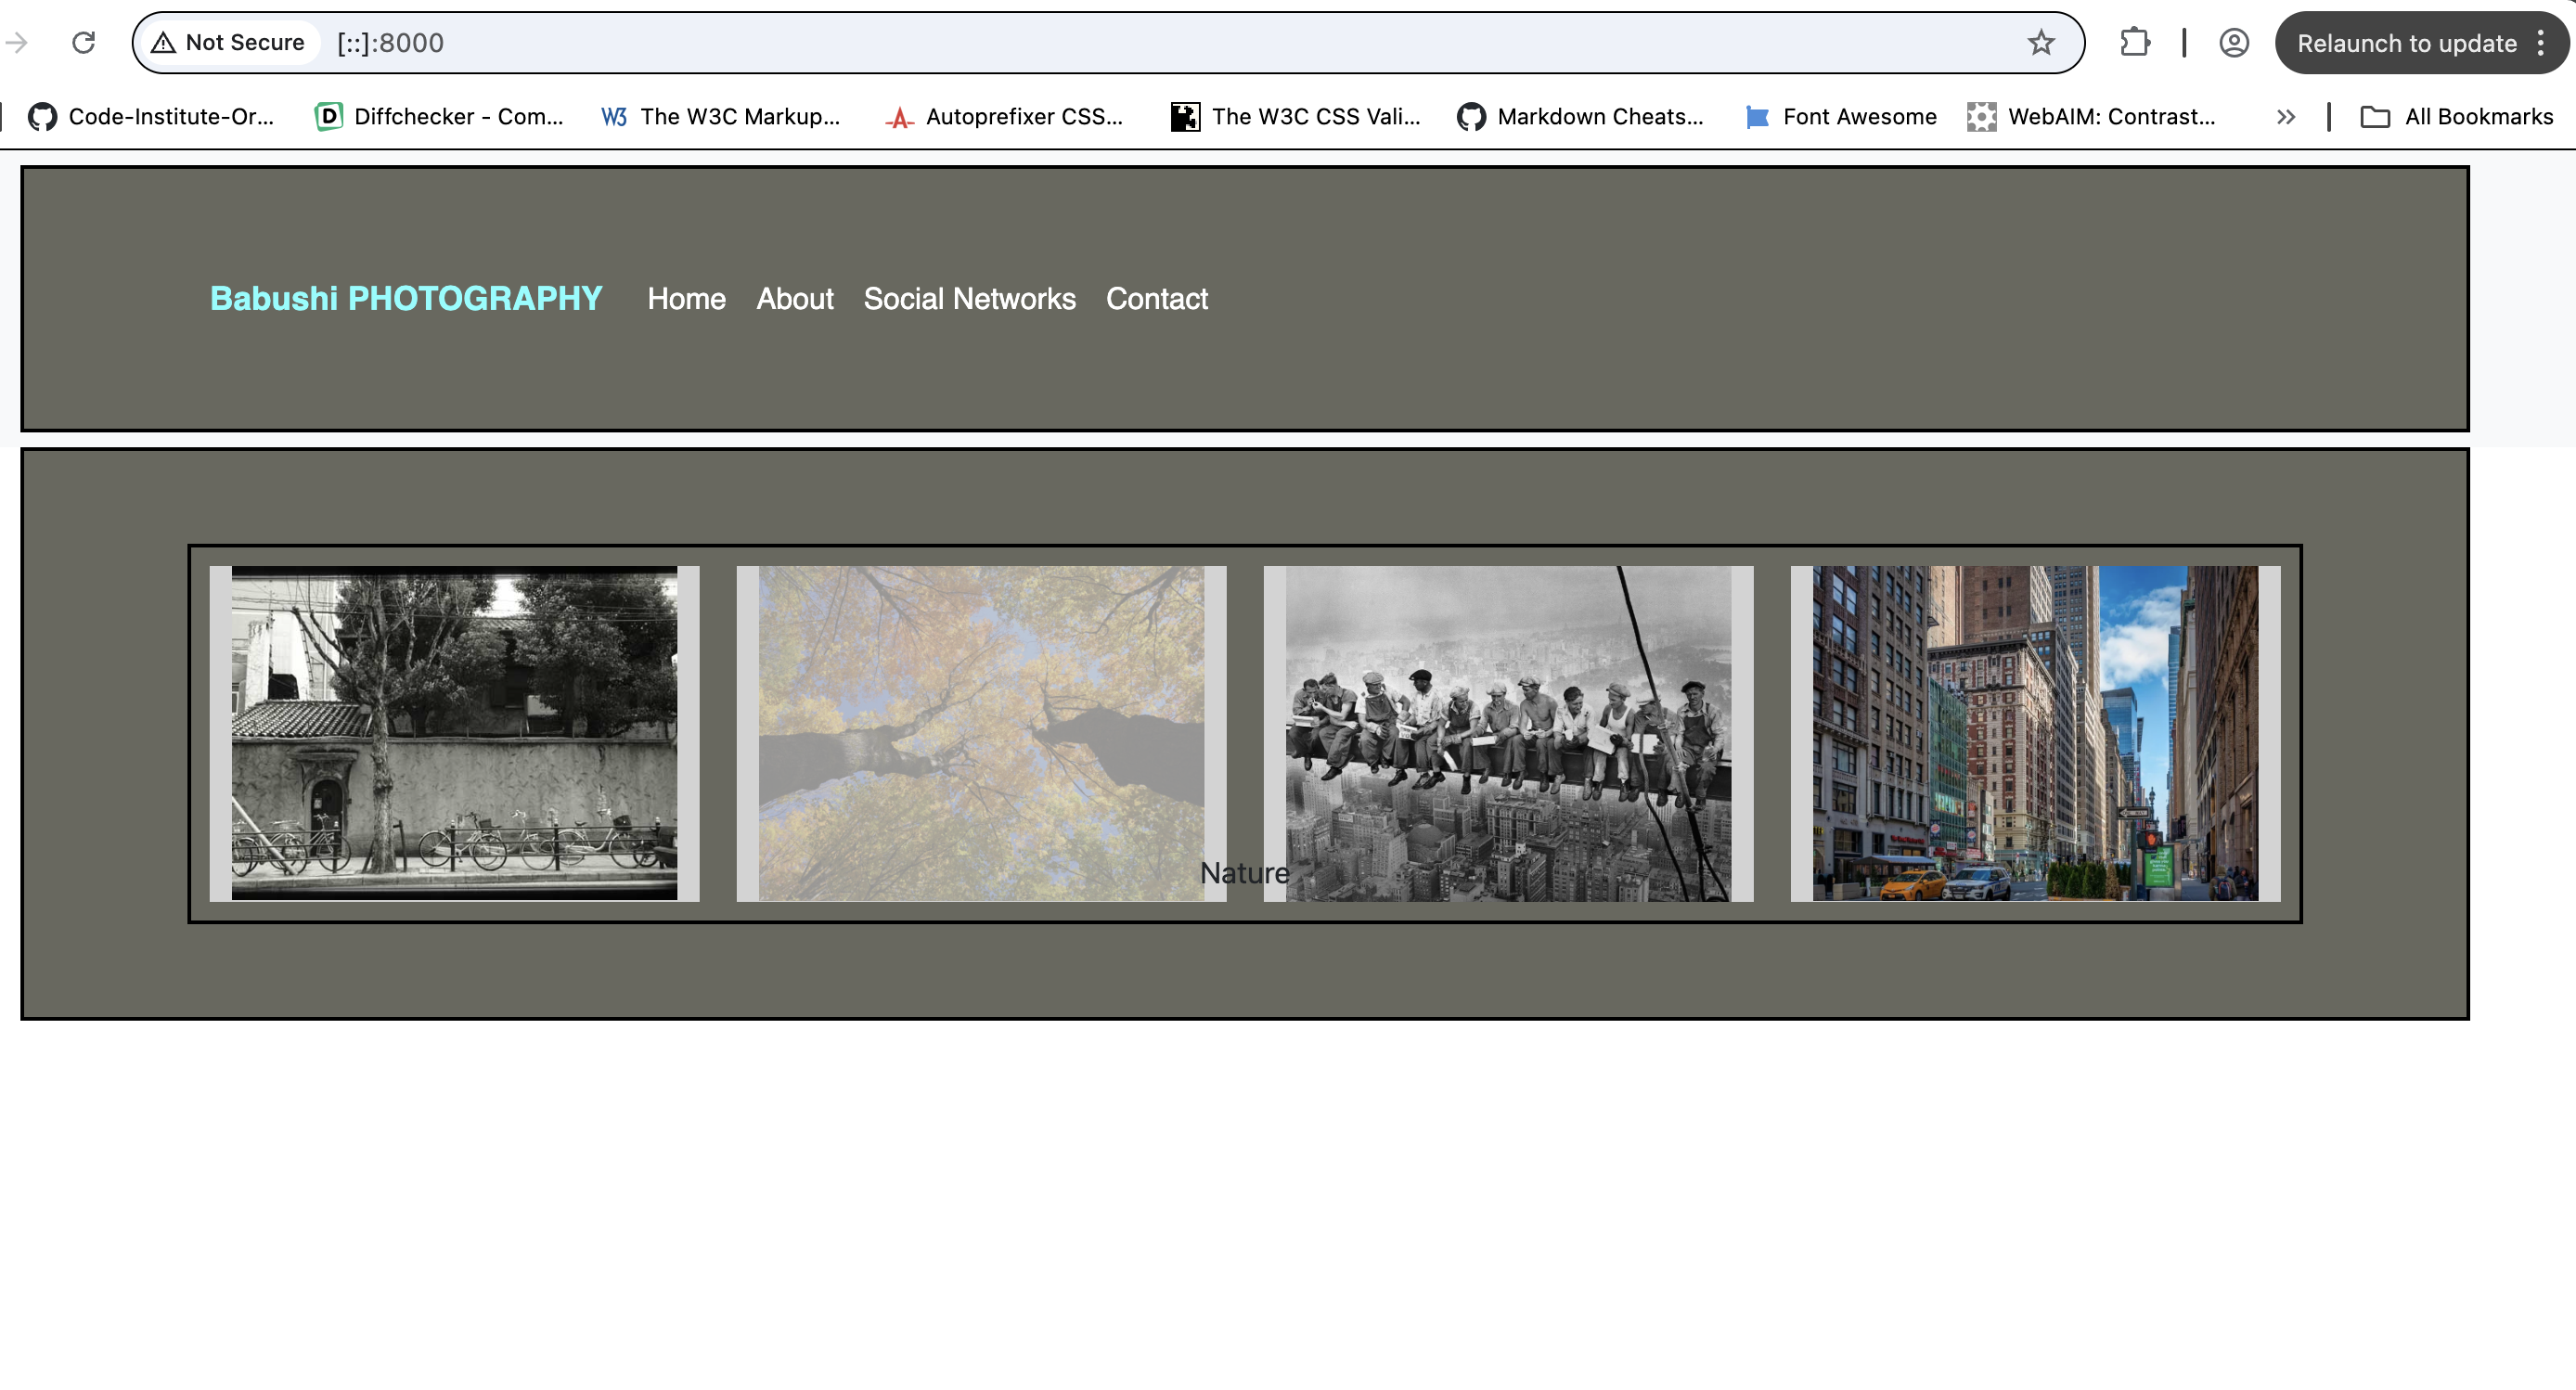 Not Secure [::]:8000 Relaunch to update
Code-Institute-Or... Diffchecker - Com... The W3C Markup... Autoprefixer CSS... The W3C CSS Vali... Markdown Cheats... Font Awesome WebAIM: Contrast... All Bookmarks
Babushi PHOTOGRAPHY Home About Social Networks Contact
Nature